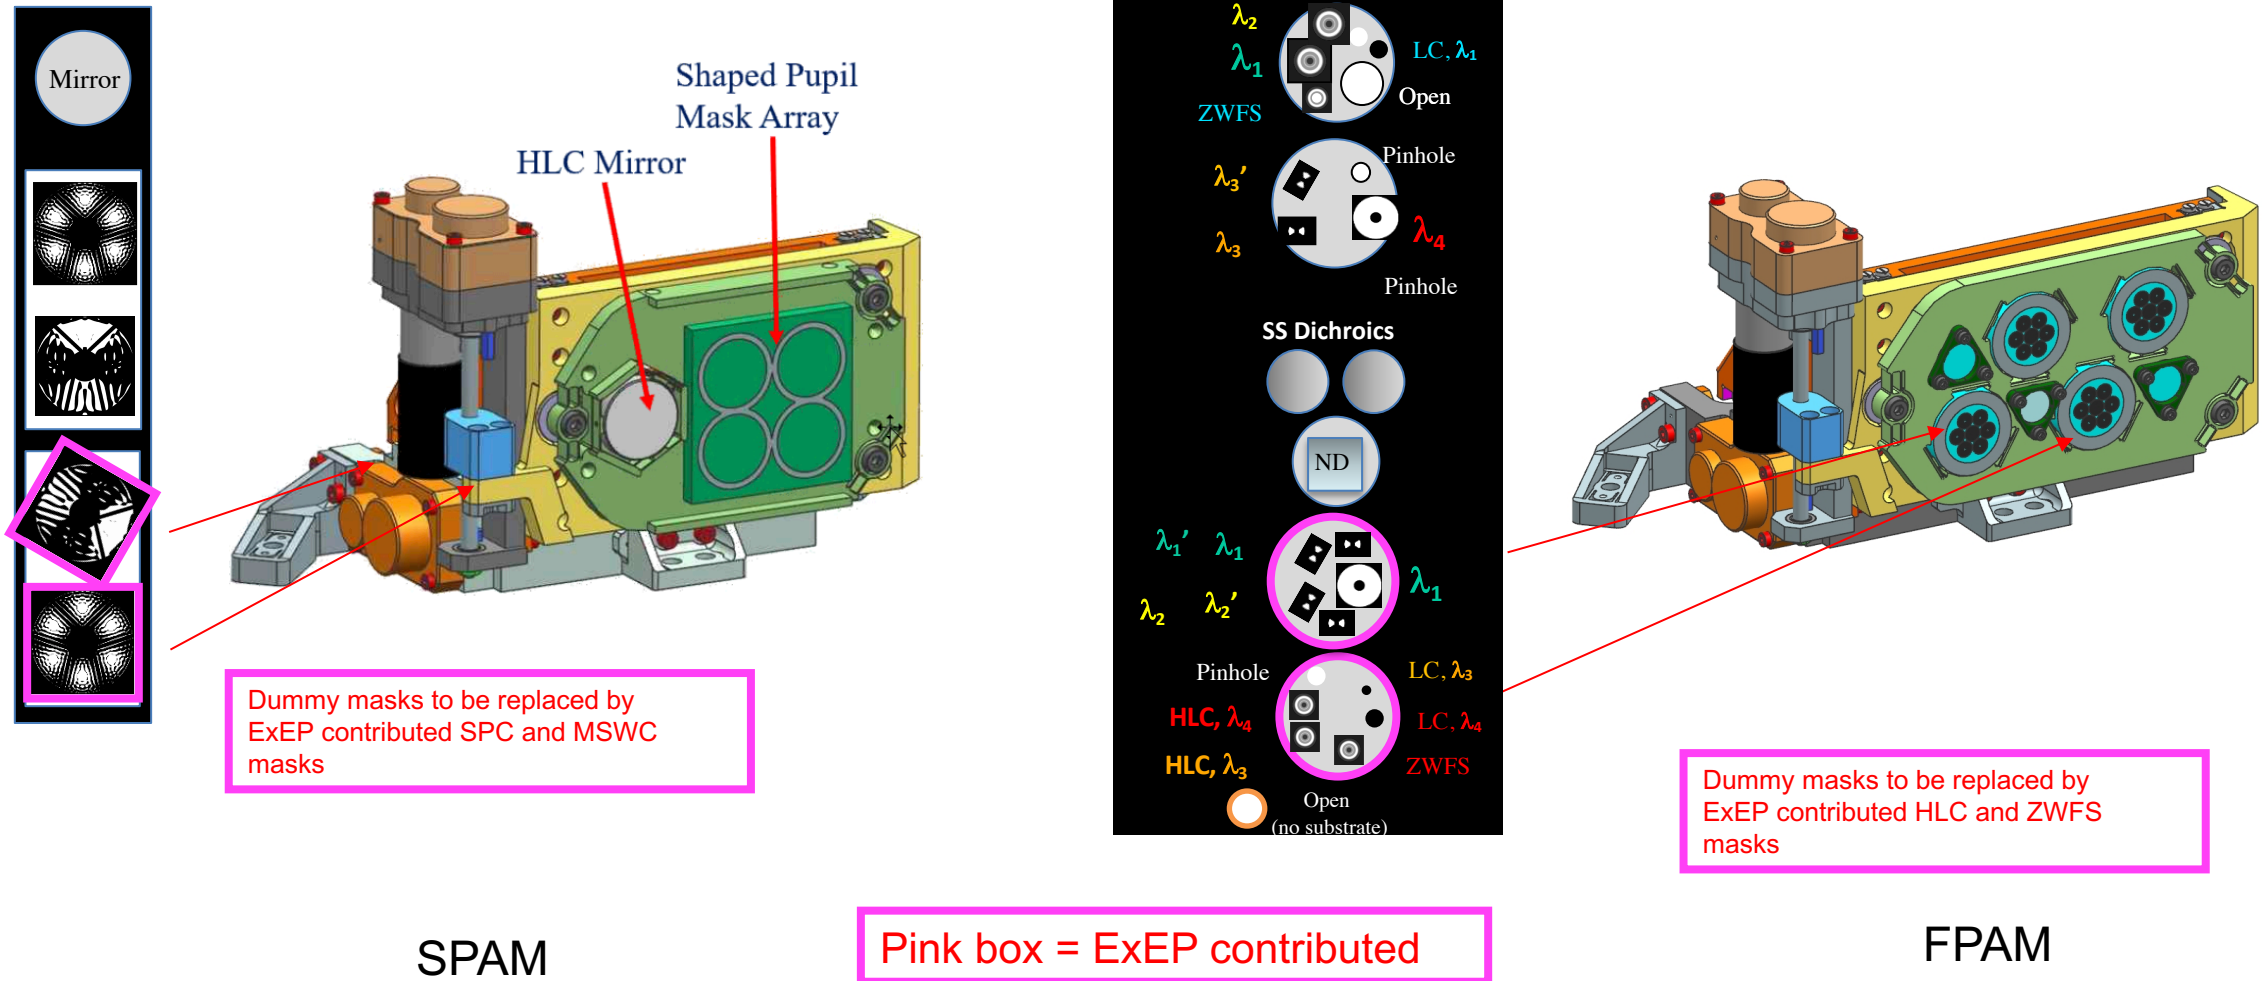 Mirror
Shaped Pupil
Mask Array
HLC Mirror
Dummy masks to be replaced by
ExEP contributed SPC and MSWC
masks
SPAM
λ₂
λ₁
LC, λ₁
Open
ZWFS
Pinhole
λ₃’
λ₄
λ₃
Pinhole
SS Dichroics
ND
λ₁’ λ₁
λ₁
λ₂ λ₂’
Pinhole
LC, λ₃
HLC, λ₄
LC, λ₄
HLC, λ₃
ZWFS
Open
(no substrate)
Pink box = ExEP contributed
Dummy masks to be replaced by
ExEP contributed HLC and ZWFS
masks
FPAM